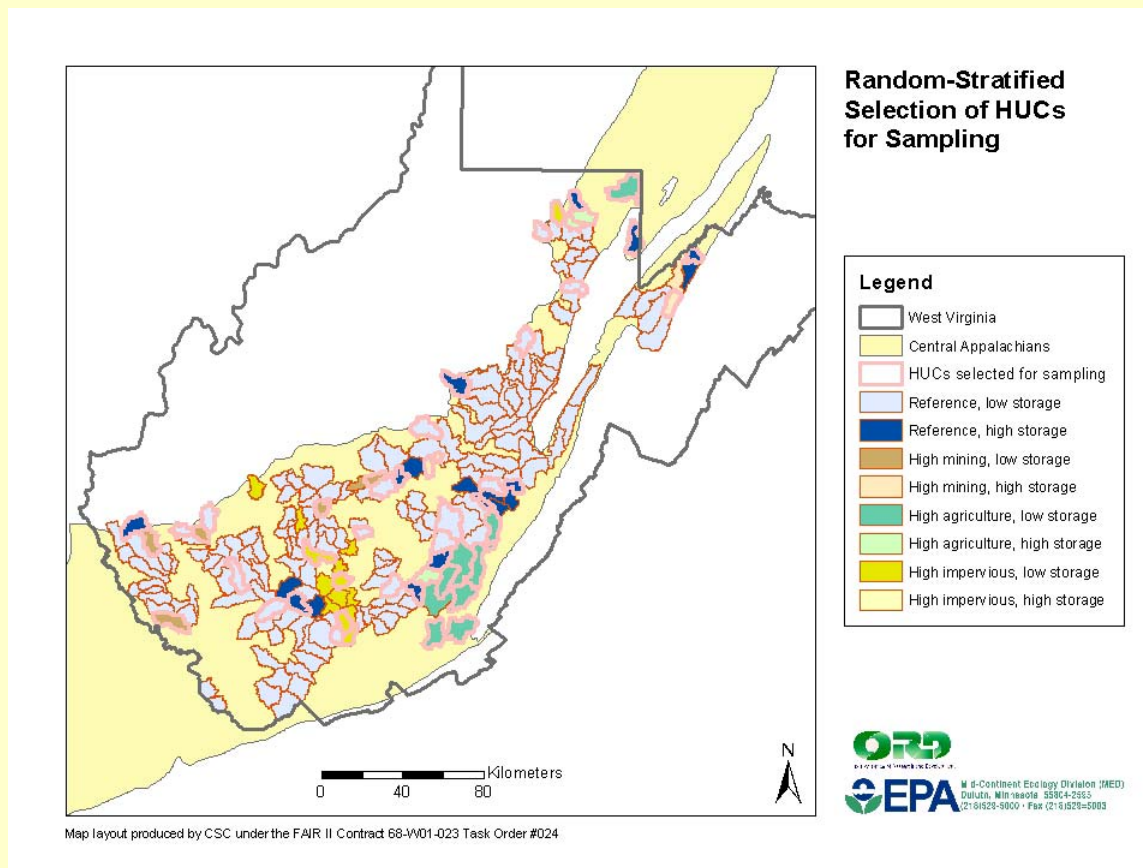 Random-Stratified
Selection of HUCs
for Sampling
Legend
West Virginia
Central Appalachians
HUCs selected for sampling
Reference, low storage
Reference, high storage
High mining, low storage
High mining, high storage
High agriculture, low storage
High agriculture, high storage
High impervious, low storage
High impervious, high storage
N
Kilometers
0 40 80
ORD
EPA
Mid-Continent Ecology Division (MED)
Duluth, Minnesota
Map layout produced by CSC under the FAIR II Contract 68-W01-023 Task Order #024